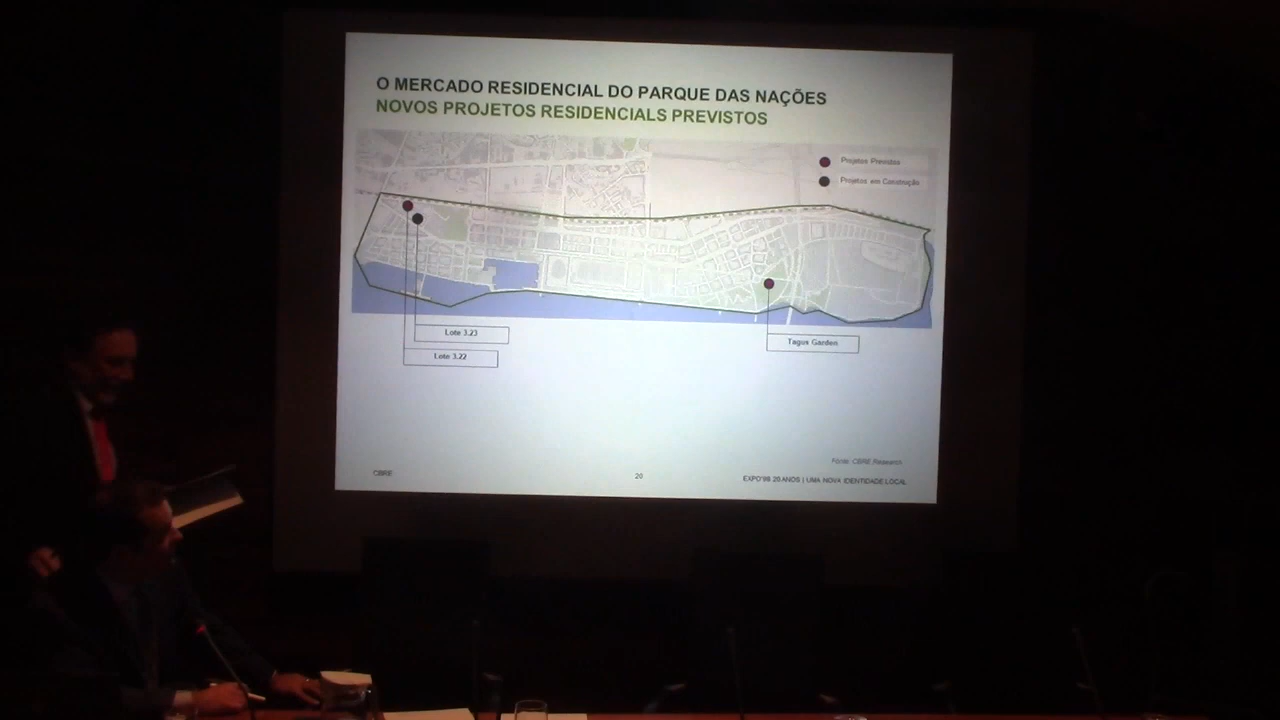 O MERCADO RESIDENCIAL DO PARQUE DAS NAÇÕES
NOVOS PROJETOS RESIDENCIALS PREVISTOS
Projetos Previstos
Projetos em Construção
Lote 3.23
Lote 3.22
Tagus Garden
Fonte: CBRE Research
CBRE
20
EXPO'98 20 ANOS | UMA NOVA IDENTIDADE LOCAL